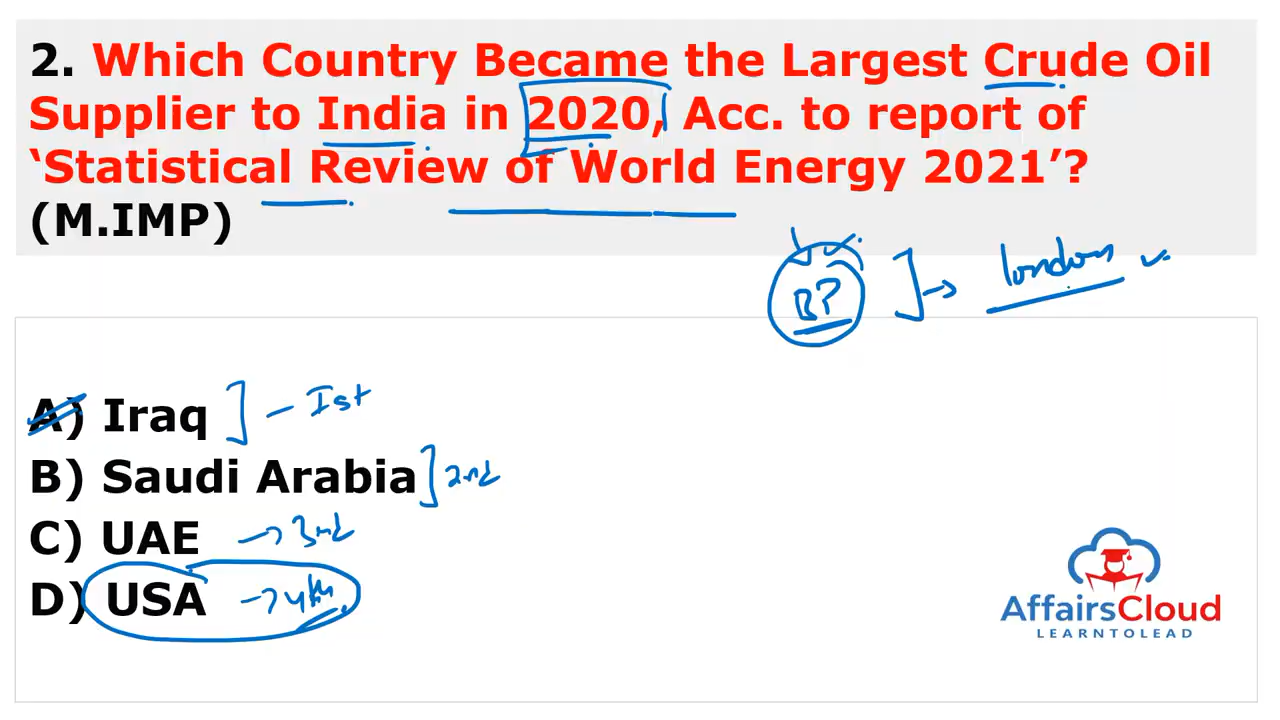 2. Which Country Became the Largest Crude Oil
Supplier to India in 2020, Acc. to report of
‘Statistical Review of World Energy 2021’?
(M.IMP)
BP → London
A) Iraq - Ist
B) Saudi Arabia 2nd
C) UAE → 3rd
D) USA → 4th
AffairsCloud
LEARNTOLEAD